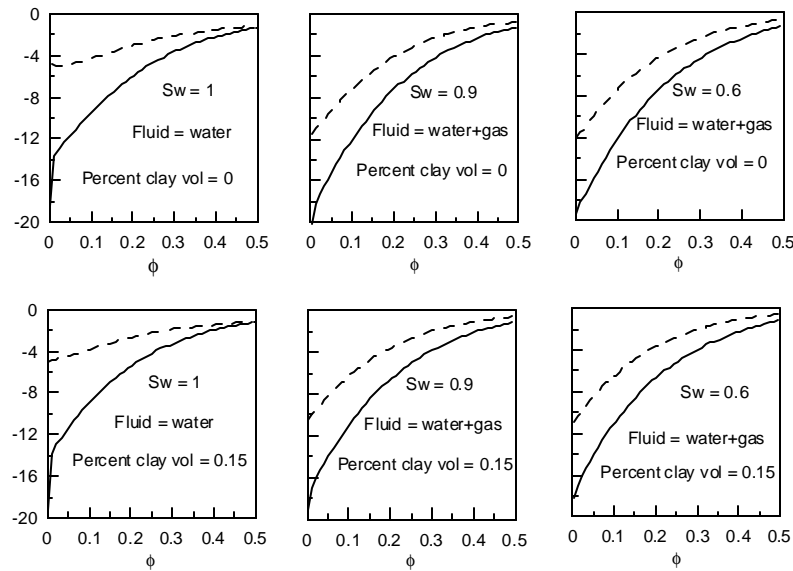 0
-4
-8
-12
-16
-20
Sw = 1
Fluid = water
Percent clay vol = 0
0 0.1 0.2 0.3 0.4 0.5
ϕ
Sw = 0.9
Fluid = water+gas
Percent clay vol = 0
0 0.1 0.2 0.3 0.4 0.5
ϕ
Sw = 0.6
Fluid = water+gas
Percent clay vol = 0
0 0.1 0.2 0.3 0.4 0.5
ϕ
0
-4
-8
-12
-16
-20
Sw = 1
Fluid = water
Percent clay vol = 0.15
0 0.1 0.2 0.3 0.4 0.5
ϕ
Sw = 0.9
Fluid = water+gas
Percent clay vol = 0.15
0 0.1 0.2 0.3 0.4 0.5
ϕ
Sw = 0.6
Fluid = water+gas
Percent clay vol = 0.15
0 0.1 0.2 0.3 0.4 0.5
ϕ